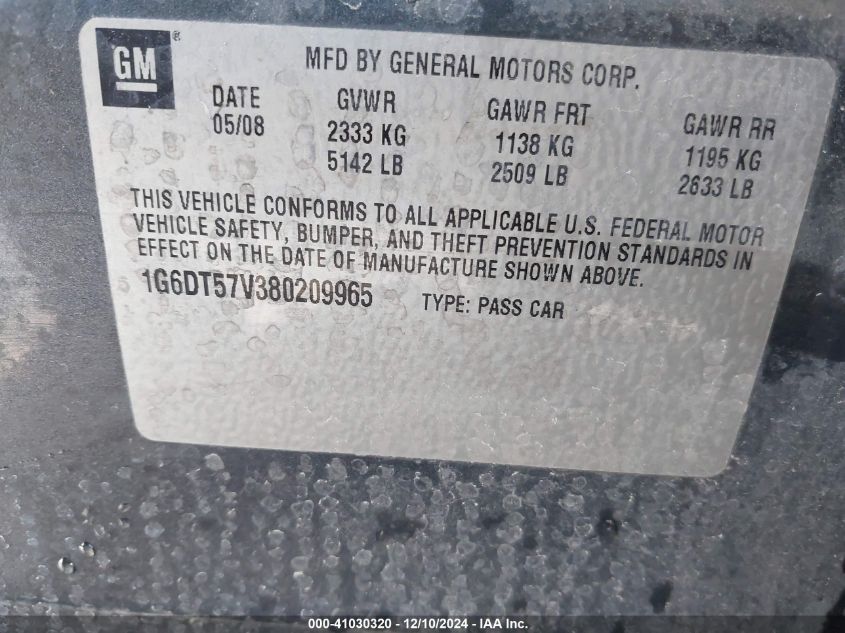 GM®
MFD BY GENERAL MOTORS CORP.
DATE GVWR GAWR FRT GAWR RR
05/08 2333 KG 1138 KG 1195 KG
5142 LB 2509 LB 2633 LB
THIS VEHICLE CONFORMS TO ALL APPLICABLE U.S. FEDERAL MOTOR
VEHICLE SAFETY, BUMPER, AND THEFT PREVENTION STANDARDS IN
EFFECT ON THE DATE OF MANUFACTURE SHOWN ABOVE.
1G6DT57V380209965 TYPE: PASS CAR
000-41030320 - 12/10/2024 - IAA Inc.